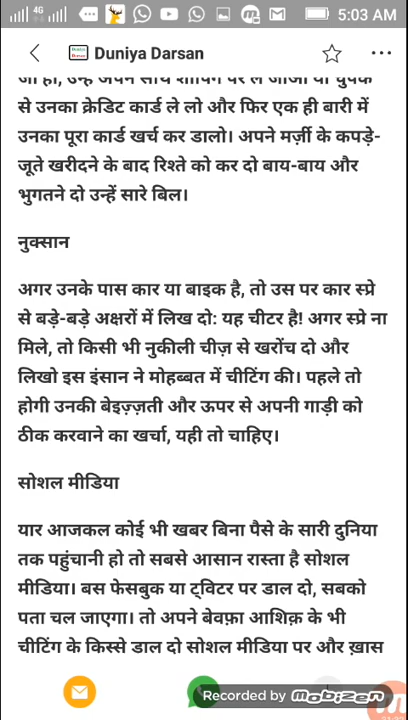 4G
5:03 AM
Duniya Darsan
से उनका क्रेडिट कार्ड ले लो और फिर एक ही बारी में
उनका पूरा कार्ड खर्च कर डालो। अपने मर्ज़ी के कपड़े-
जूते खरीदने के बाद रिश्ते को कर दो बाय-बाय और
भुगतने दो उन्हें सारे बिल।
नुक्सान
अगर उनके पास कार या बाइक है, तो उस पर कार स्प्रे
से बड़े-बड़े अक्षरों में लिख दो: यह चीटर है! अगर स्प्रे ना
मिले, तो किसी भी नुकीली चीज़ से खरोंच दो और
लिखो इस इंसान ने मोहब्बत में चीटिंग की। पहले तो
होगी उनकी बेइज़्ज़ती और ऊपर से अपनी गाड़ी को
ठीक करवाने का खर्चा, यही तो चाहिए।
सोशल मीडिया
यार आजकल कोई भी खबर बिना पैसे के सारी दुनिया
तक पहुंचानी हो तो सबसे आसान रास्ता है सोशल
मीडिया। बस फेसबुक या ट्विटर पर डाल दो, सबको
पता चल जाएगा। तो अपने बेवफ़ा आशिक़ के भी
चीटिंग के किस्से डाल दो सोशल मीडिया पर और ख़ास
Recorded by Mobizen